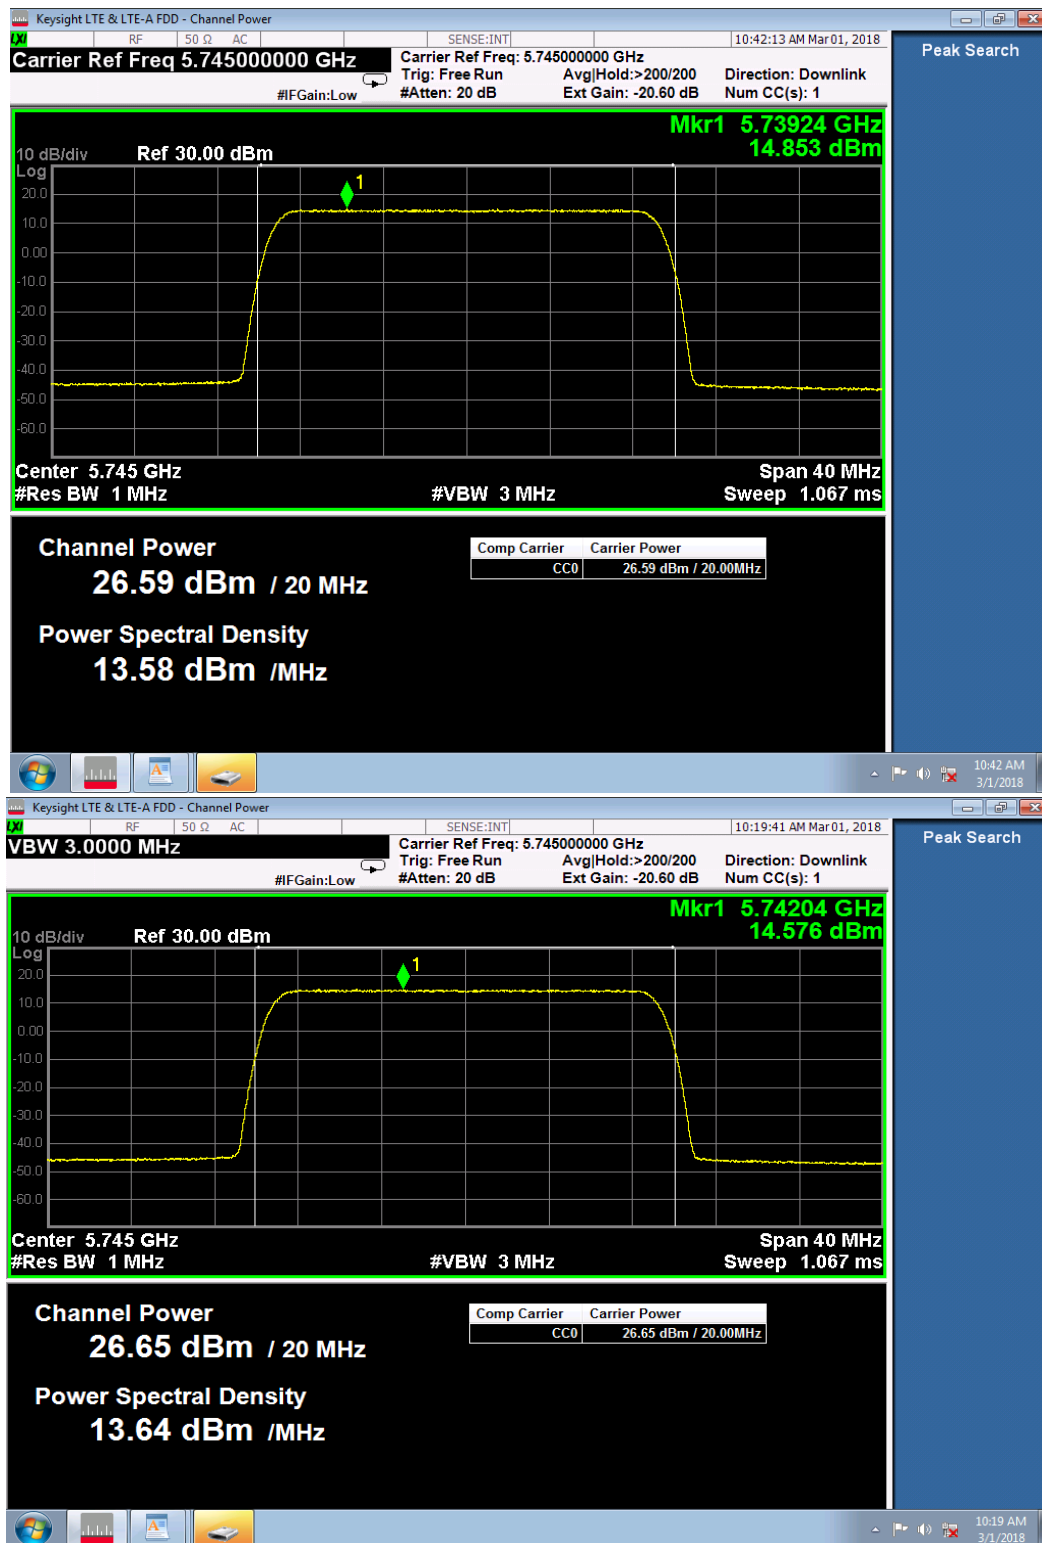 Keysight LTE & LTE-A FDD - Channel Power
LXI RF 50 Ω AC SENSE:INT 10:42:13 AM Mar 01, 2018
Carrier Ref Freq 5.745000000 GHz
Carrier Ref Freq: 5.745000000 GHz
Trig: Free Run Avg|Hold:>200/200 Direction: Downlink
#IFGain:Low #Atten: 20 dB Ext Gain: -20.60 dB Num CC(s): 1
Peak Search
Mkr1 5.73924 GHz
14.853 dBm
10 dB/div Ref 30.00 dBm
Log
1
20.0
10.0
0.00
-10.0
-20.0
-30.0
-40.0
-50.0
-60.0
Center 5.745 GHz Span 40 MHz
#Res BW 1 MHz #VBW 3 MHz Sweep 1.067 ms
Channel Power
26.59 dBm / 20 MHz
Comp Carrier Carrier Power
CC0 26.59 dBm / 20.00MHz
Power Spectral Density
13.58 dBm /MHz
10:42 AM
3/1/2018
Keysight LTE & LTE-A FDD - Channel Power
LXI RF 50 Ω AC SENSE:INT 10:19:41 AM Mar 01, 2018
VBW 3.0000 MHz
Carrier Ref Freq: 5.745000000 GHz
Trig: Free Run Avg|Hold:>200/200 Direction: Downlink
#IFGain:Low #Atten: 20 dB Ext Gain: -20.60 dB Num CC(s): 1
Peak Search
Mkr1 5.74204 GHz
14.576 dBm
10 dB/div Ref 30.00 dBm
Log
1
20.0
10.0
0.00
-10.0
-20.0
-30.0
-40.0
-50.0
-60.0
Center 5.745 GHz Span 40 MHz
#Res BW 1 MHz #VBW 3 MHz Sweep 1.067 ms
Channel Power
26.65 dBm / 20 MHz
Comp Carrier Carrier Power
CC0 26.65 dBm / 20.00MHz
Power Spectral Density
13.64 dBm /MHz
10:19 AM
3/1/2018